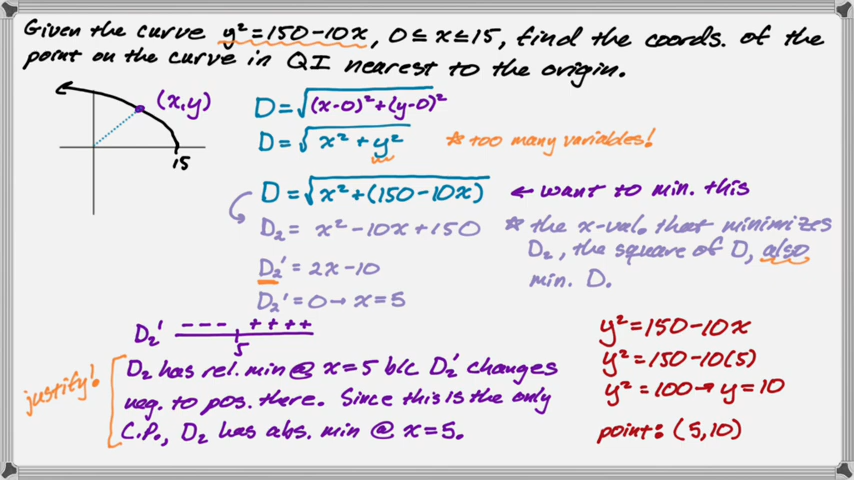 Given the curve y²=150-10x, 0≤x≤15, find the coords. of the
point on the curve in QI nearest to the origin.
(x,y)
15
D=√(x-0)²+(y-0)²
D=√x²+y²
* too many variables!
D=√x²+(150-10x)
← want to min. this
D₂= x²-10x+150
* the x-val. that minimizes
D₂, the square of D, also
min. D.
D₂'=2x-10
D₂'=0→x=5
D₂' --- ++++
5
justify!
D₂ has rel. min @ x=5 b/c D₂' changes
neg. to pos. there. Since this is the only
C.P., D₂ has abs. min @ x=5.
y²=150-10x
y²=150-10(5)
y²=100→y=10
point: (5,10)